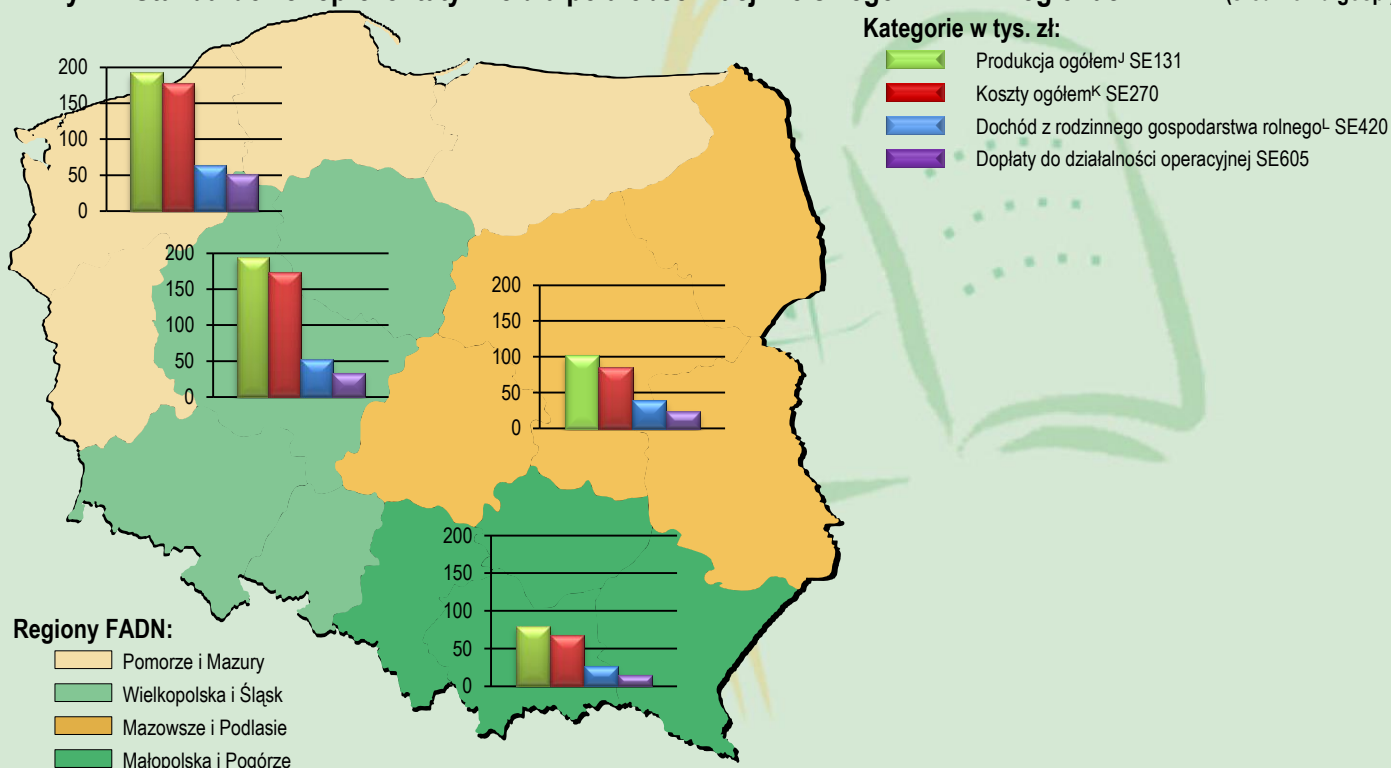 Kategorie w tys. zł:
Produkcja ogółemᴶ SE131
Koszty ogółemᴷ SE270
Dochód z rodzinnego gospodarstwa rolnegoᴸ SE420
Dopłaty do działalności operacyjnej SE605
200
150
100
50
0
200
150
100
50
0
200
150
100
50
0
200
150
100
50
0
Regiony FADN:
Pomorze i Mazury
Wielkopolska i Śląsk
Mazowsze i Podlasie
Małopolska i Pogórze